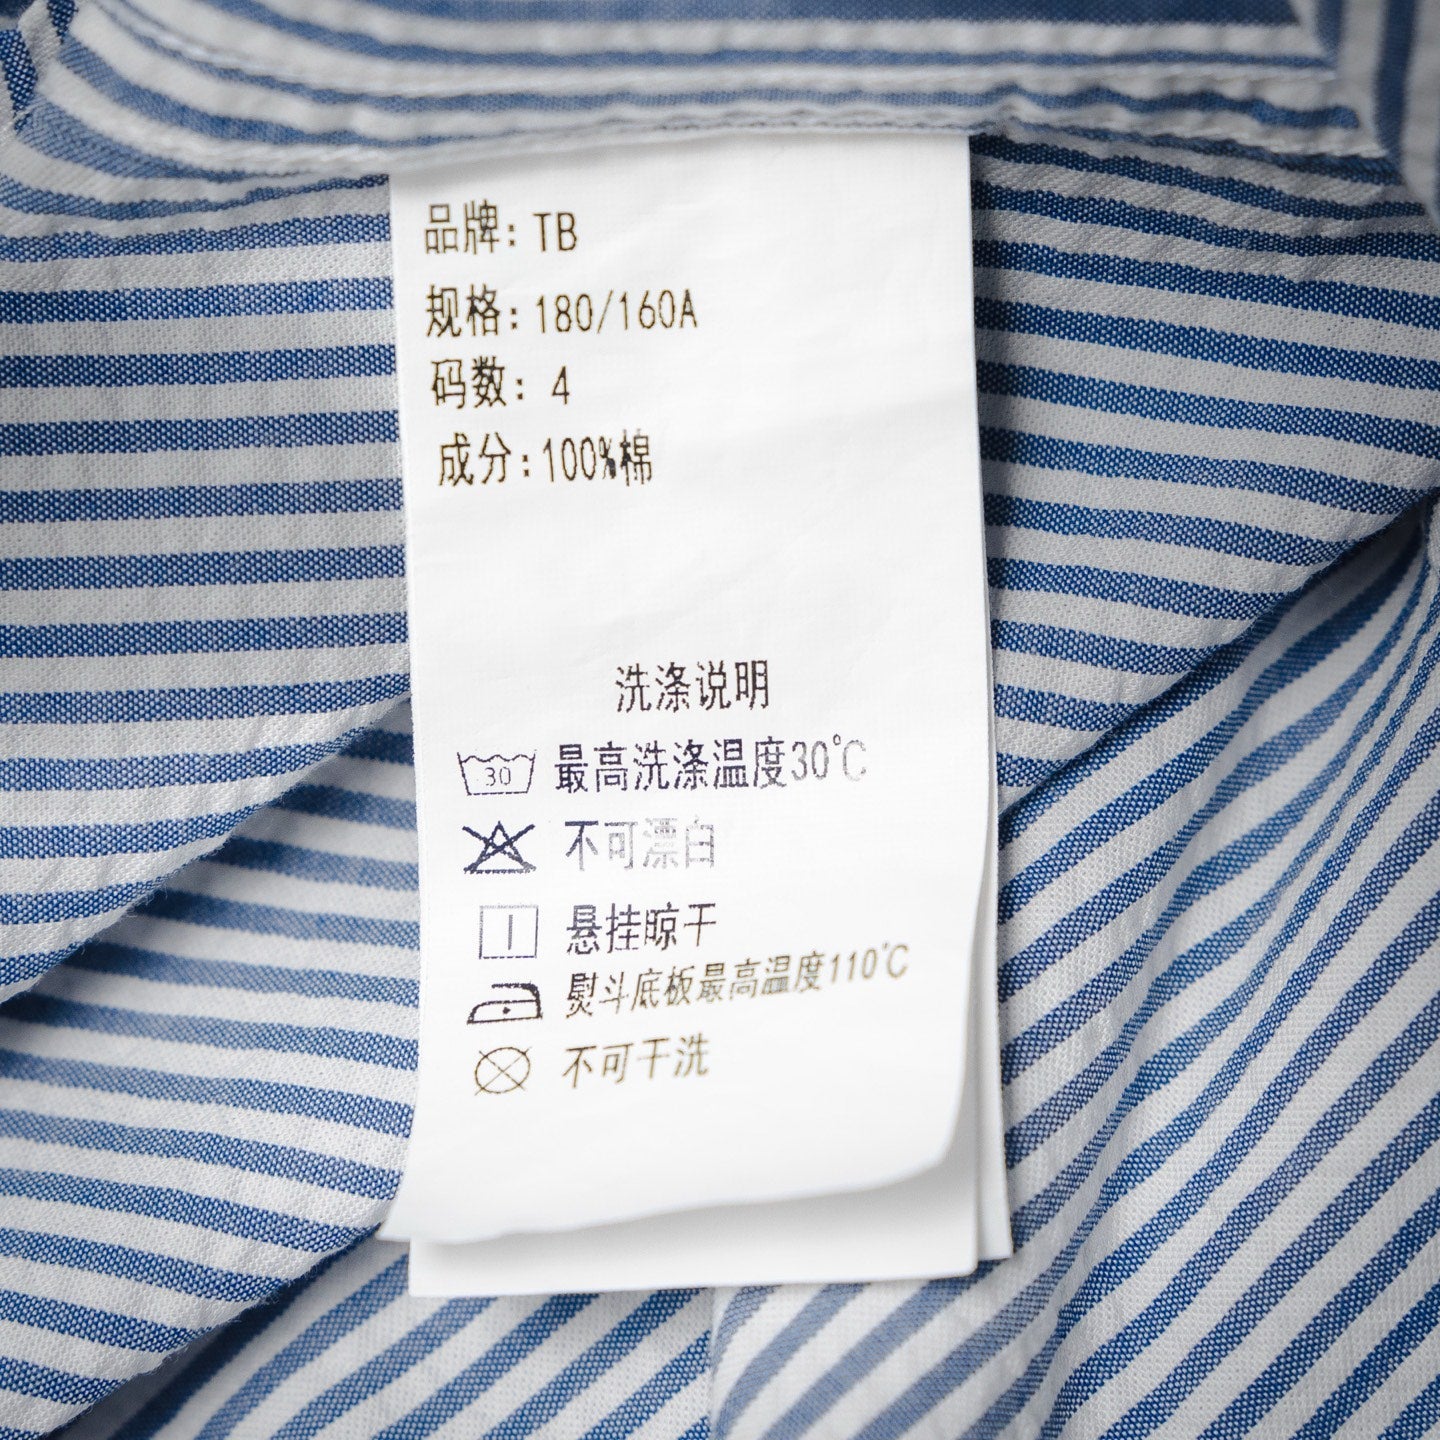 品牌: TB
规格: 180/160A
码数: 4
成分: 100%棉
洗涤说明
30 最高洗涤温度30°C
不可漂白
悬挂晾干
熨斗底板最高温度110°C
不可干洗